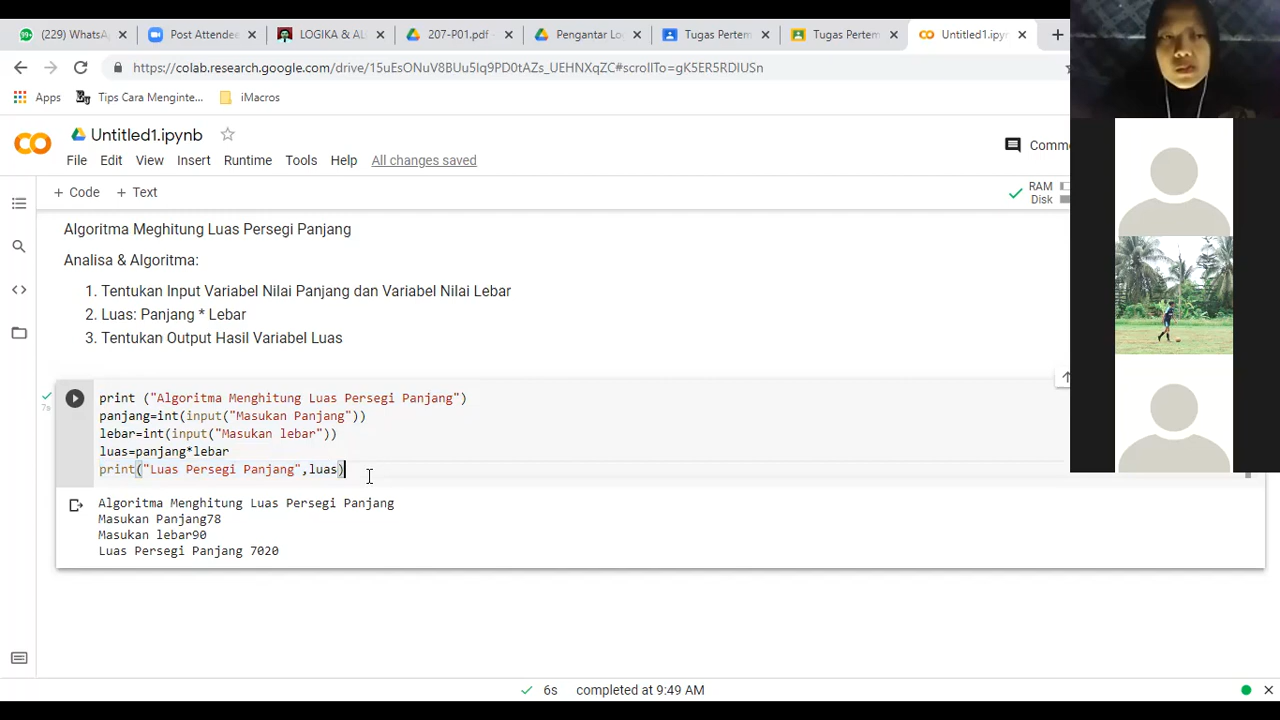 (229) WhatsA
Post Attendee
LOGIKA & AL
207-P01.pdf -
Pengantar Lo
Tugas Pertem
Tugas Pertem
Untitled1.ipyn
https://colab.research.google.com/drive/15uEsONuV8BUu5lq9PD0tAZs_UEHNXqZC#scrollTo=gK5ER5RDIUSn
Apps
Tips Cara Menginte...
iMacros
Untitled1.ipynb
File Edit View Insert Runtime Tools Help All changes saved
Comme
+ Code + Text
RAM
Disk
Algoritma Meghitung Luas Persegi Panjang
Analisa & Algoritma:
1. Tentukan Input Variabel Nilai Panjang dan Variabel Nilai Lebar
2. Luas: Panjang * Lebar
3. Tentukan Output Hasil Variabel Luas
7s
print ("Algoritma Menghitung Luas Persegi Panjang")
panjang=int(input("Masukan Panjang"))
lebar=int(input("Masukan lebar"))
luas=panjang*lebar
print("Luas Persegi Panjang",luas)
Algoritma Menghitung Luas Persegi Panjang
Masukan Panjang78
Masukan lebar90
Luas Persegi Panjang 7020
6s completed at 9:49 AM